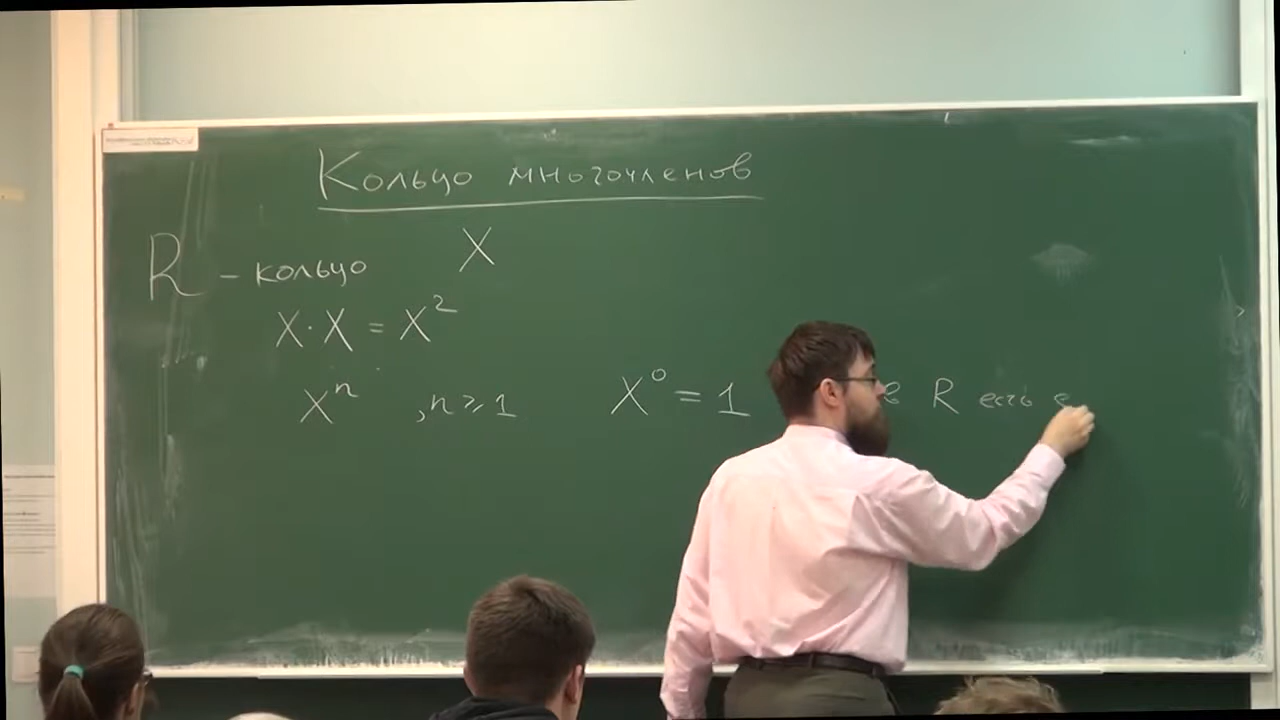 Кольцо многочленов
R – кольцо X
X·X = X²
Xⁿ , n ⩾ 1 X⁰ = 1 в R есть